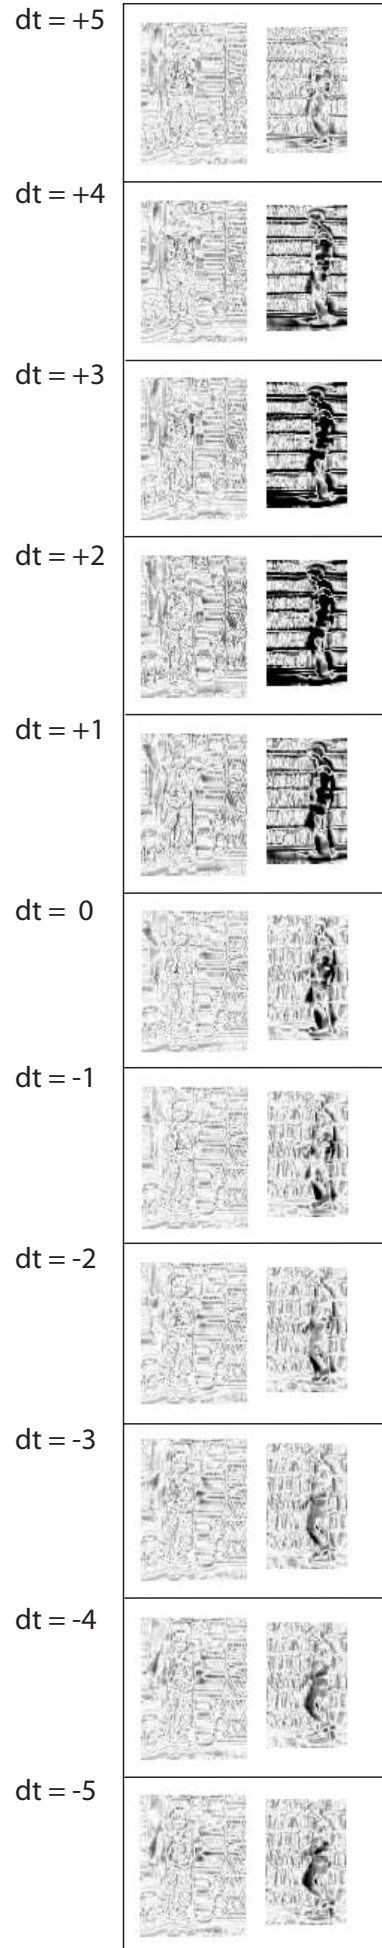 dt = +5
dt = +4
dt = +3
dt = +2
dt = +1
dt = 0
dt = -1
dt = -2
dt = -3
dt = -4
dt = -5